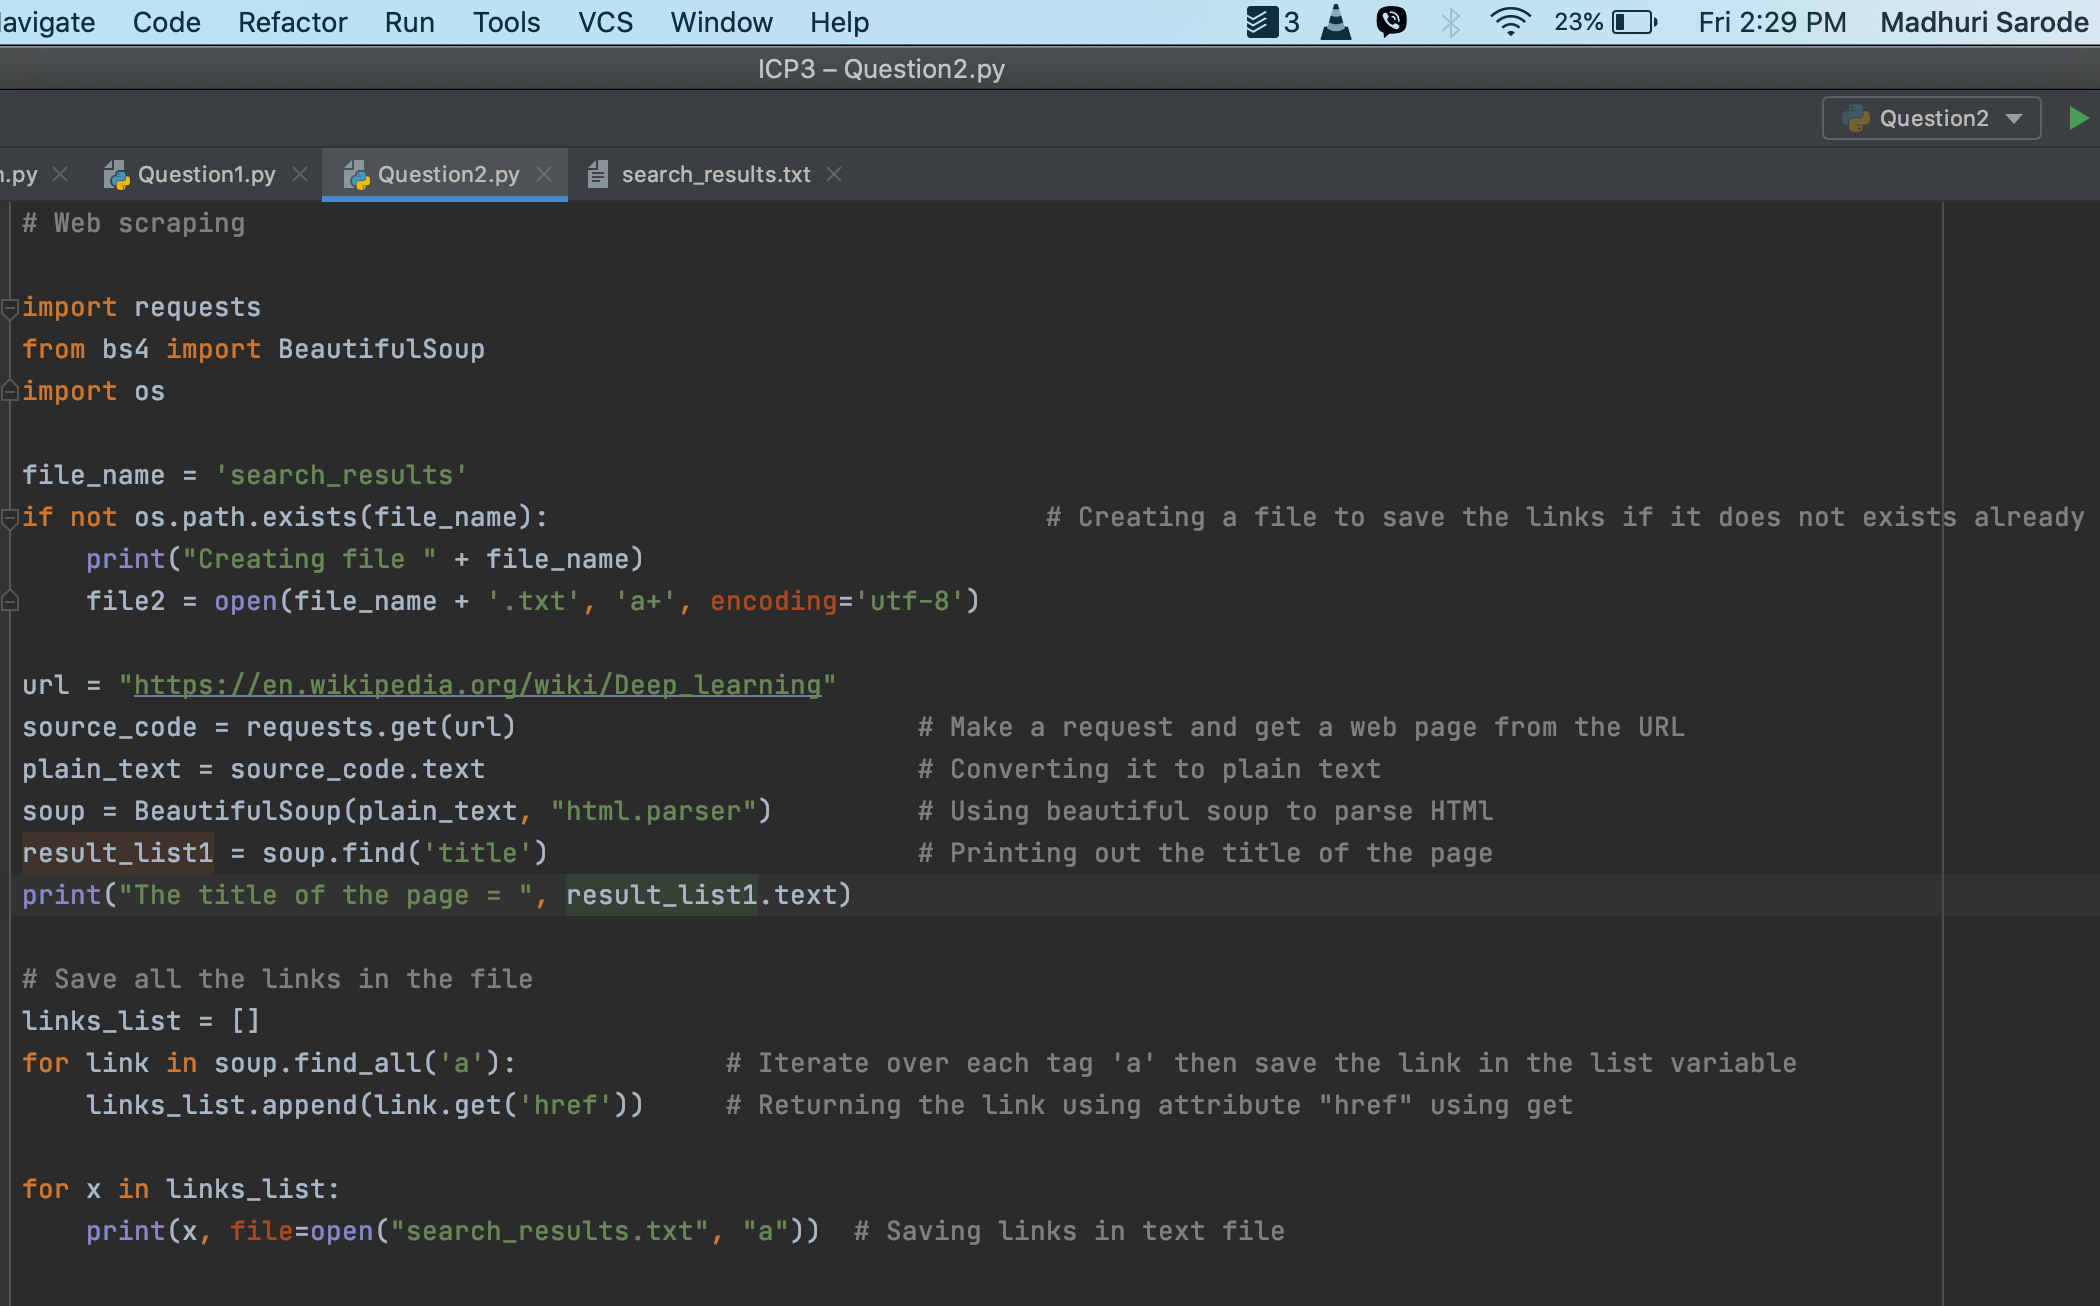 Code Refactor Run Tools VCS Window Help 3 23% Fri 2:29 PM Madhuri Sarode
ICP3 – Question2.py
Question2
.py Question1.py Question2.py search_results.txt
# Web scraping
import requests
from bs4 import BeautifulSoup
import os
file_name = 'search_results'
if not os.path.exists(file_name): # Creating a file to save the links if it does not exists already
    print("Creating file " + file_name)
    file2 = open(file_name + '.txt', 'a+', encoding='utf-8')
url = "https://en.wikipedia.org/wiki/Deep_learning"
source_code = requests.get(url) # Make a request and get a web page from the URL
plain_text = source_code.text # Converting it to plain text
soup = BeautifulSoup(plain_text, "html.parser") # Using beautiful soup to parse HTMl
result_list1 = soup.find('title') # Printing out the title of the page
print("The title of the page = ", result_list1.text)
# Save all the links in the file
links_list = []
for link in soup.find_all('a'): # Iterate over each tag 'a' then save the link in the list variable
    links_list.append(link.get('href')) # Returning the link using attribute "href" using get
for x in links_list:
    print(x, file=open("search_results.txt", "a")) # Saving links in text file